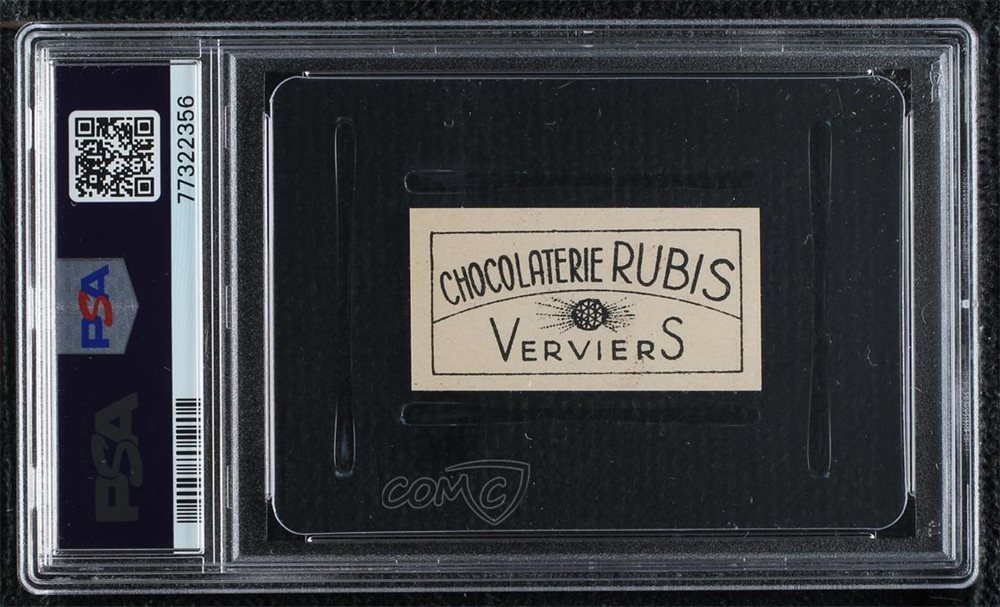 77322356
PSA
PSA
CHOCOLATERIE RUBIS
VERVIERS
COMC